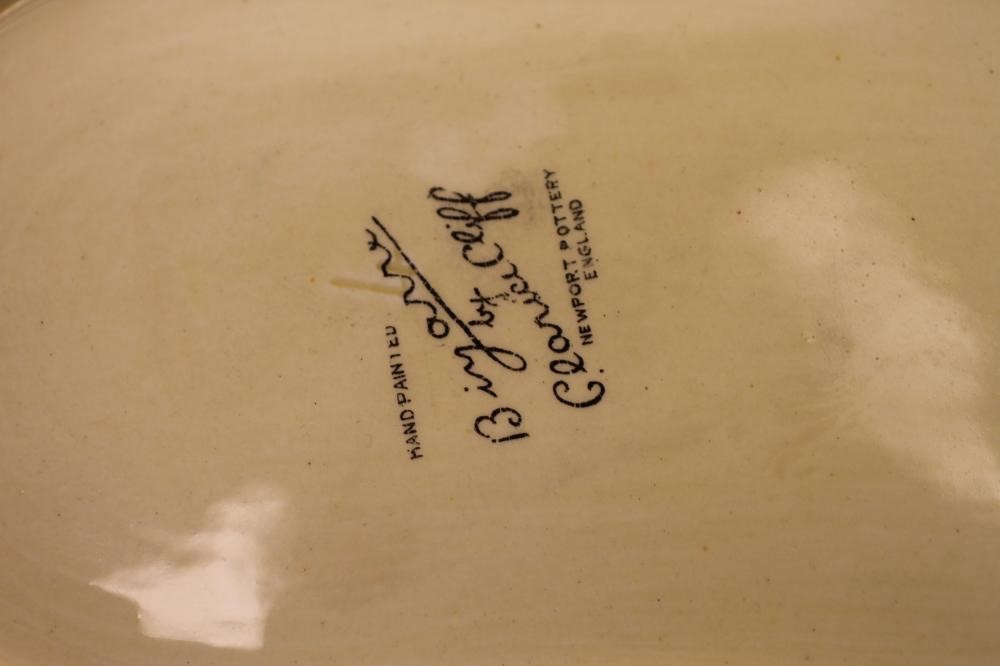 HAND PAINTED
Bizarre
by
Clarice Cliff
NEWPORT POTTERY
ENGLAND